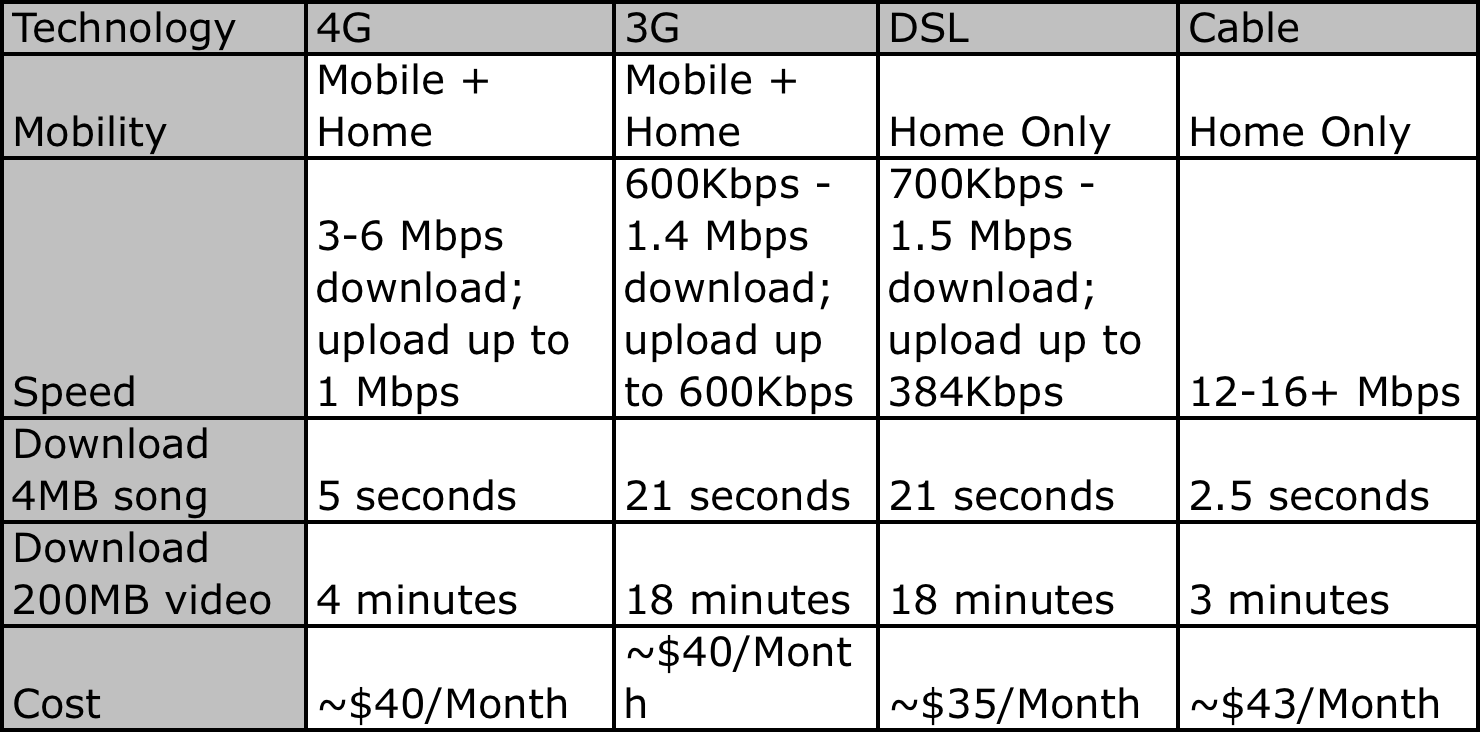 Technology 4G 3G DSL Cable
Mobility
Mobile +
Home
Mobile +
Home
Home Only
Home Only
Speed
3-6 Mbps
download;
upload up to
1 Mbps
600Kbps -
1.4 Mbps
download;
upload up
to 600Kbps
700Kbps -
1.5 Mbps
download;
upload up to
384Kbps
12-16+ Mbps
Download
4MB song
5 seconds
21 seconds
21 seconds
2.5 seconds
Download
200MB video
4 minutes
18 minutes
18 minutes
3 minutes
Cost
~$40/Month
~$40/Mont
h
~$35/Month
~$43/Month